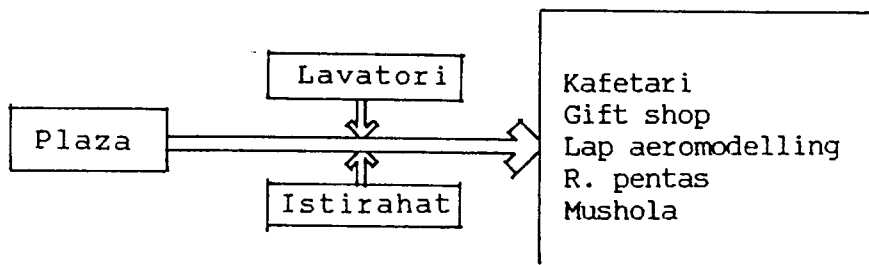 Plaza
Lavatori
Istirahat
Kafetari
Gift shop
Lap aeromodelling
R. pentas
Mushola